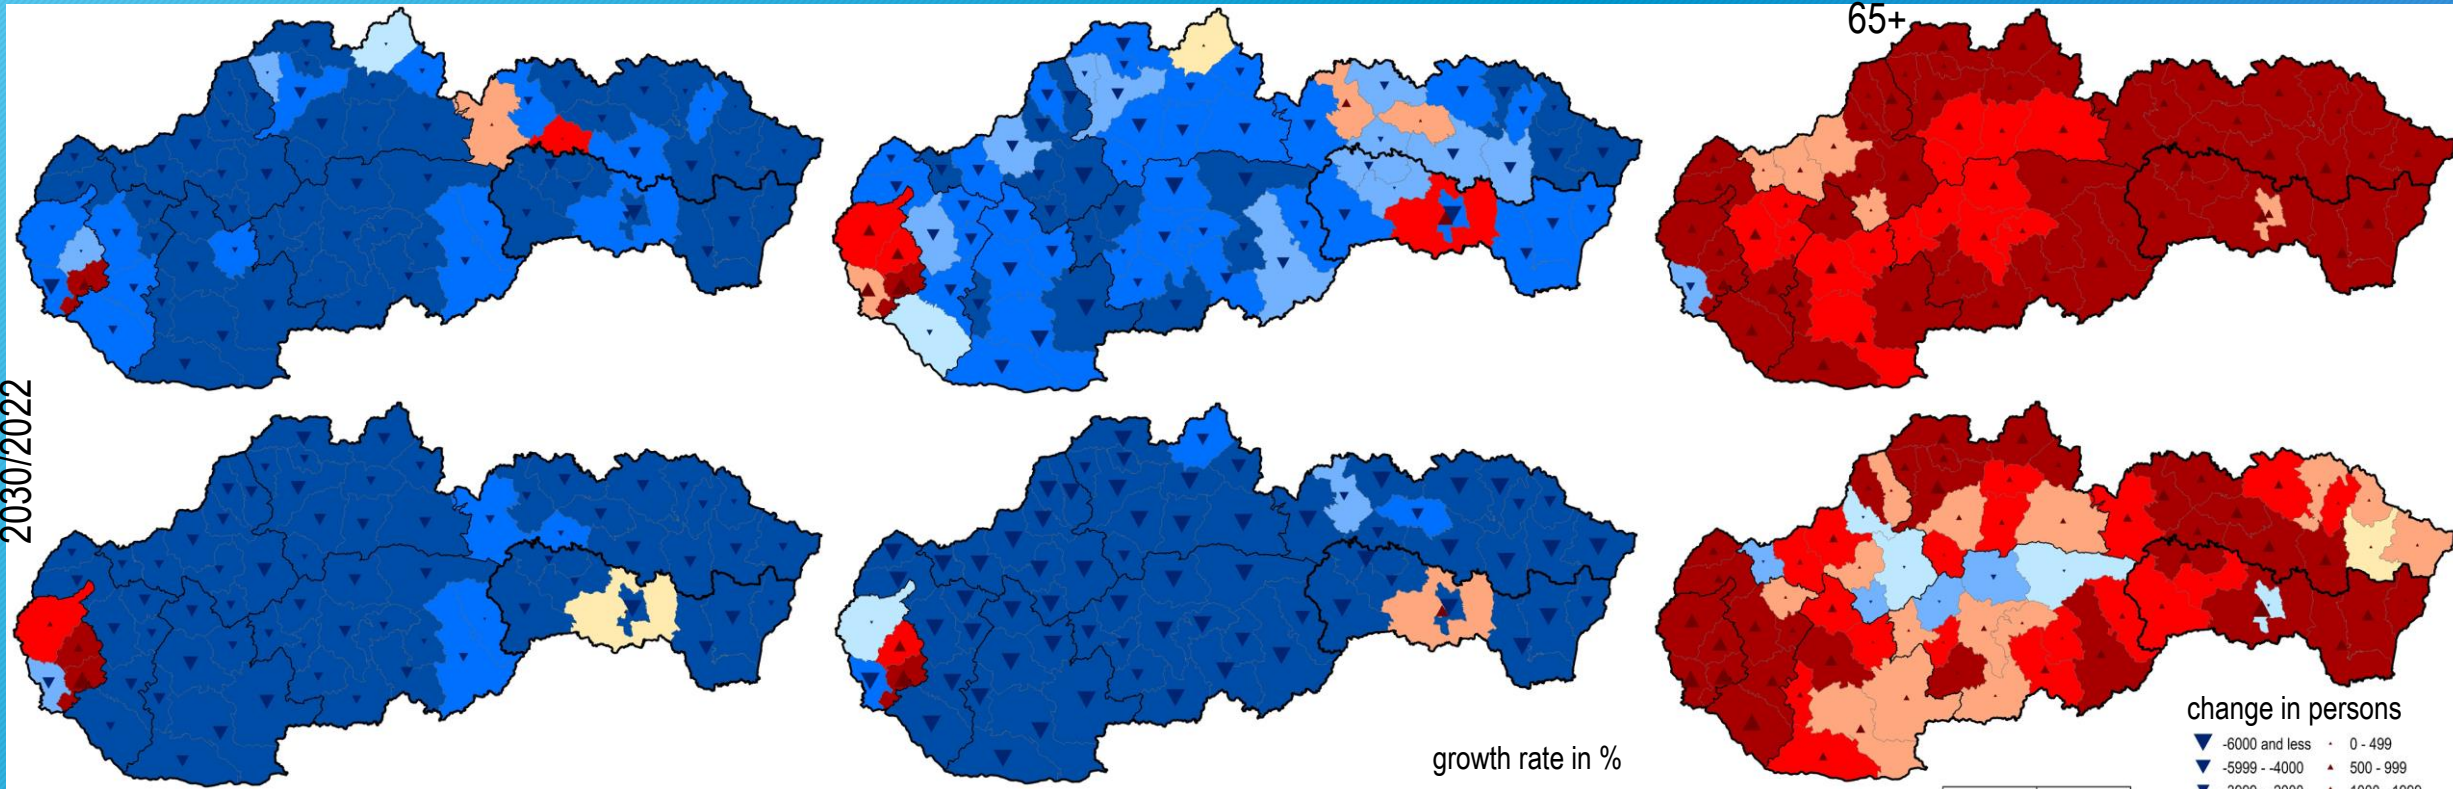 65+
2030/2022
growth rate in %
change in persons
-6000 and less
0 - 499
-5999 - -4000
500 - 999